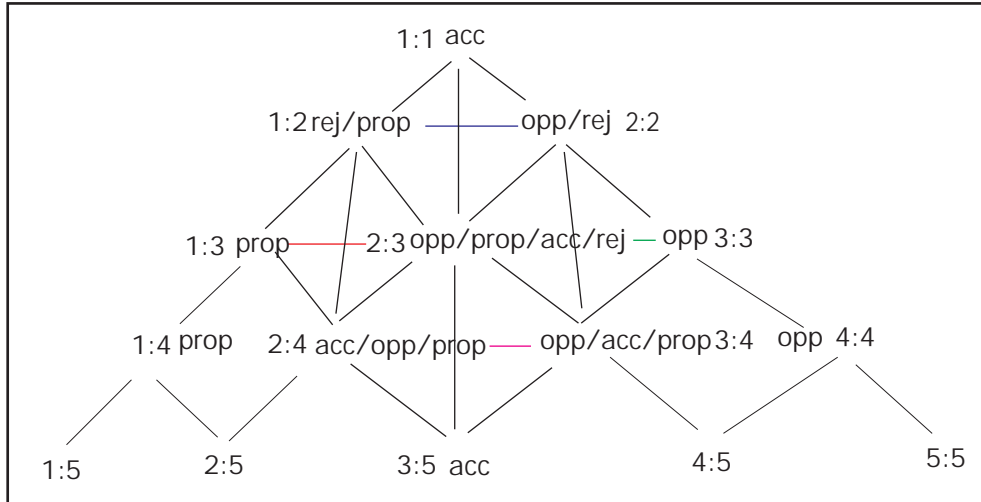 1:1 acc
1:2 rej/prop opp/rej 2:2
1:3 prop 2:3 opp/prop/acc/rej opp 3:3
1:4 prop 2:4 acc/opp/prop opp/acc/prop 3:4 opp 4:4
1:5 2:5 3:5 acc 4:5 5:5